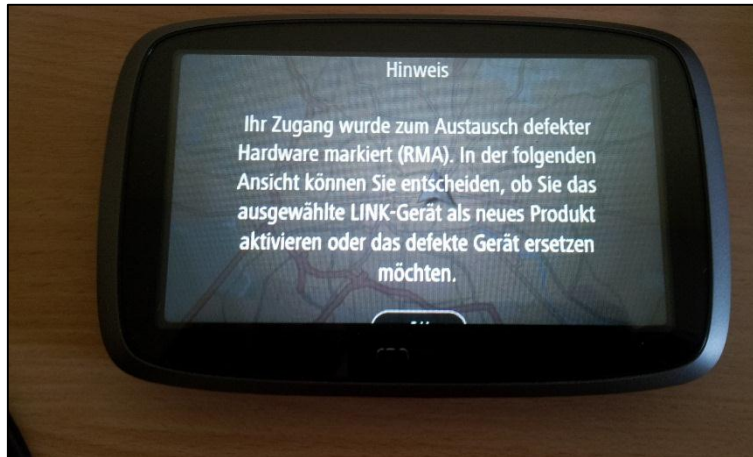 Hinweis
Ihr Zugang wurde zum Austausch defekter
Hardware markiert (RMA). In der folgenden
Ansicht können Sie entscheiden, ob Sie das
ausgewählte LINK-Gerät als neues Produkt
aktivieren oder das defekte Gerät ersetzen
möchten.